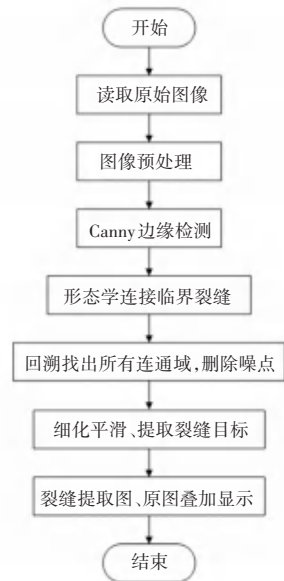 开始
读取原始图像
图像预处理
Canny边缘检测
形态学连接临界裂缝
回溯找出所有连通域,删除噪点
细化平滑、提取裂缝目标
裂缝提取图、原图叠加显示
结束